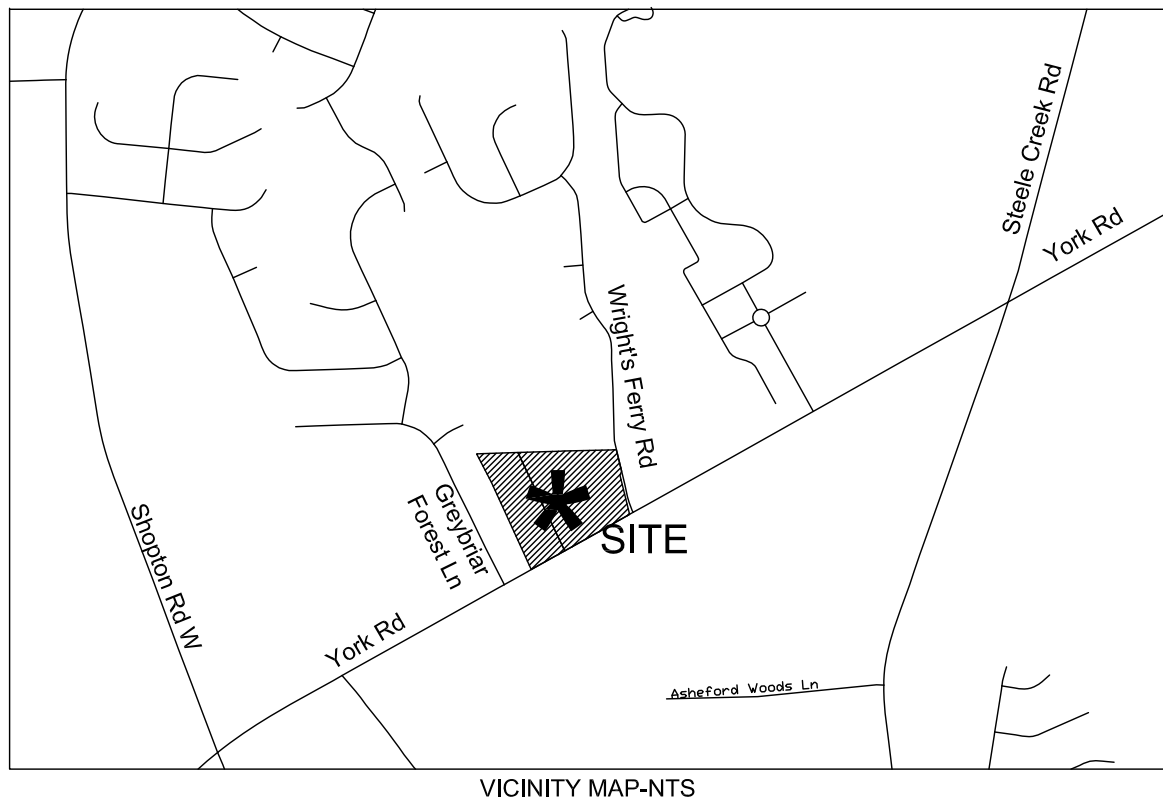 Steele Creek Rd
York Rd
Wright's Ferry Rd
Greybriar
Forest Ln
SITE
Shopton Rd W
York Rd
Asheford Woods Ln
VICINITY MAP-NTS